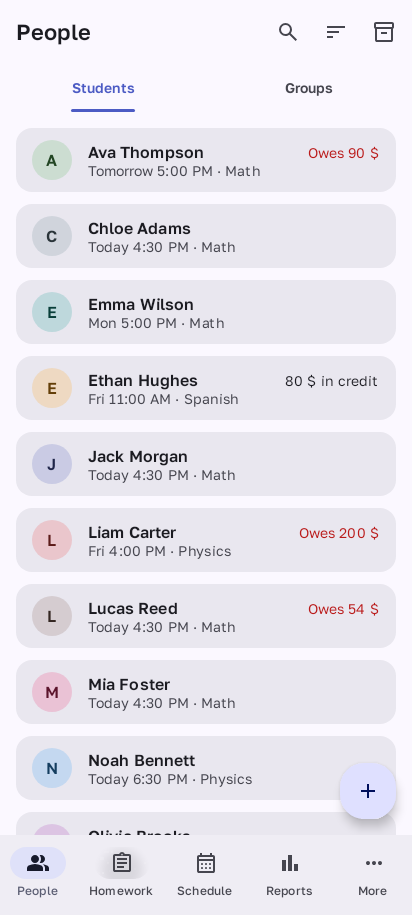 People
Students
Groups
A
Ava Thompson
Owes 90 $
Tomorrow 5:00 PM · Math
C
Chloe Adams
Today 4:30 PM · Math
E
Emma Wilson
Mon 5:00 PM · Math
E
Ethan Hughes
80 $ in credit
Fri 11:00 AM · Spanish
J
Jack Morgan
Today 4:30 PM · Math
L
Liam Carter
Owes 200 $
Fri 4:00 PM · Physics
L
Lucas Reed
Owes 54 $
Today 4:30 PM · Math
M
Mia Foster
Today 4:30 PM · Math
N
Noah Bennett
Today 6:30 PM · Physics
Olivia Brooks
People
Homework
Schedule
Reports
More